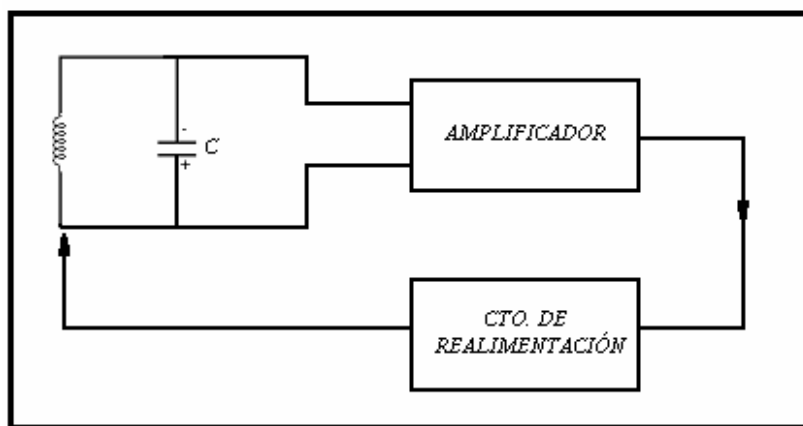 -
C
+
AMPLIFICADOR
CTO. DE
REALIMENTACIÓN